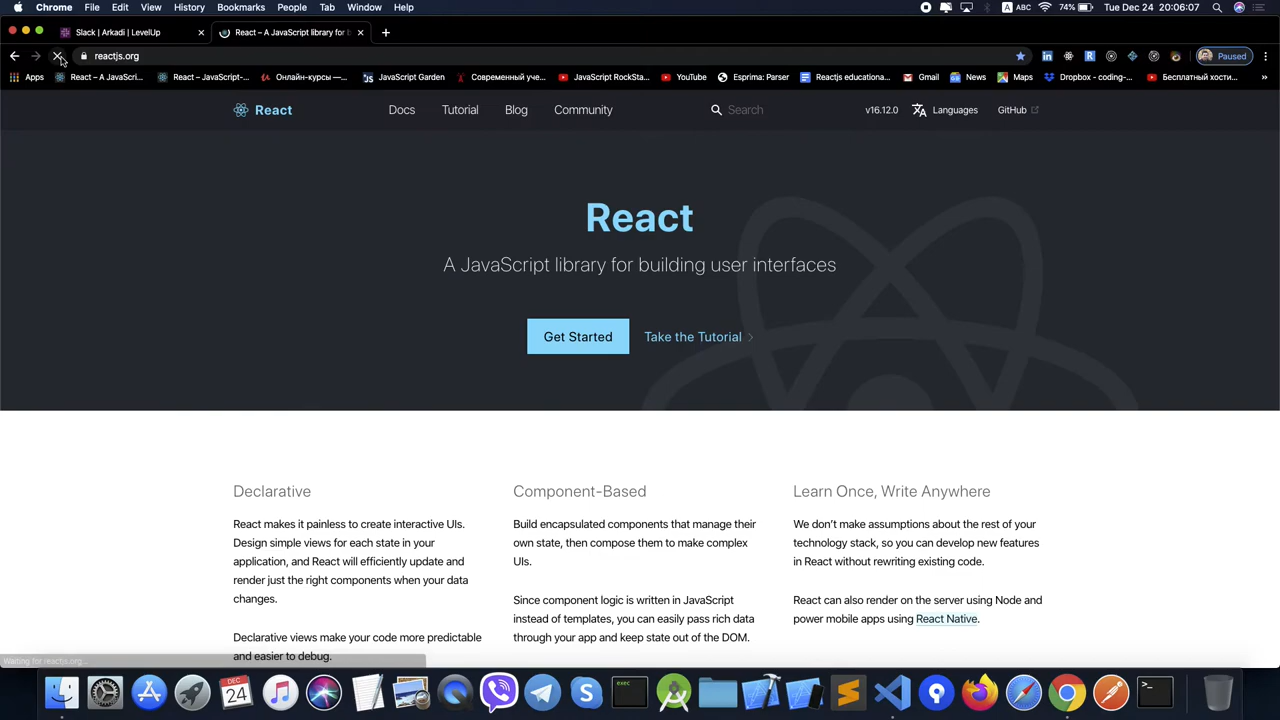 Chrome File Edit View History Bookmarks People Tab Window Help ABC 74% Tue Dec 24 20:06:07
Slack | Arkadi | LevelUp React – A JavaScript library for b
reactjs.org Paused
Apps React – A JavaScri... React – JavaScript-... Онлайн-курсы —... JavaScript Garden Современный уче... JavaScript RockSta... YouTube Esprima: Parser Reactjs educationa... Gmail News Maps Dropbox - coding-... Бесплатный хости...
React Docs Tutorial Blog Community Search v16.12.0 Languages GitHub
React
A JavaScript library for building user interfaces
Get Started Take the Tutorial
Declarative
React makes it painless to create interactive UIs.
Design simple views for each state in your
application, and React will efficiently update and
render just the right components when your data
changes.
Declarative views make your code more predictable
and easier to debug.
Component-Based
Build encapsulated components that manage their
own state, then compose them to make complex
UIs.
Since component logic is written in JavaScript
instead of templates, you can easily pass rich data
through your app and keep state out of the DOM.
Learn Once, Write Anywhere
We don't make assumptions about the rest of your
technology stack, so you can develop new features
in React without rewriting existing code.
React can also render on the server using Node and
power mobile apps using React Native.
Waiting for reactjs.org...
DEC
24
exec